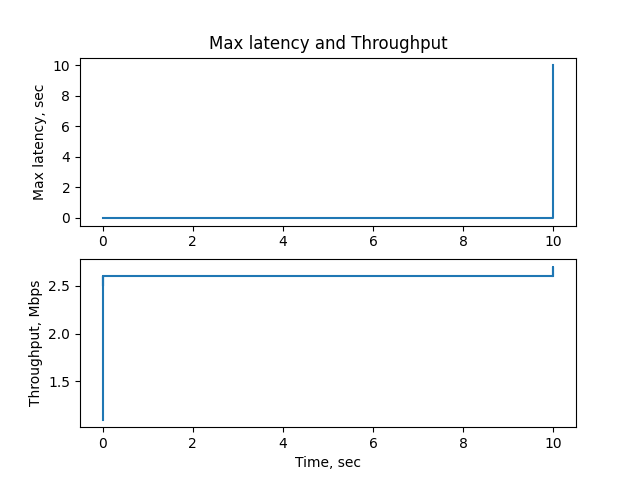 Max latency and Throughput
Max latency, sec
10
8
6
4
2
0
0 2 4 6 8 10
Throughput, Mbps
2.5
2.0
1.5
0 2 4 6 8 10
Time, sec